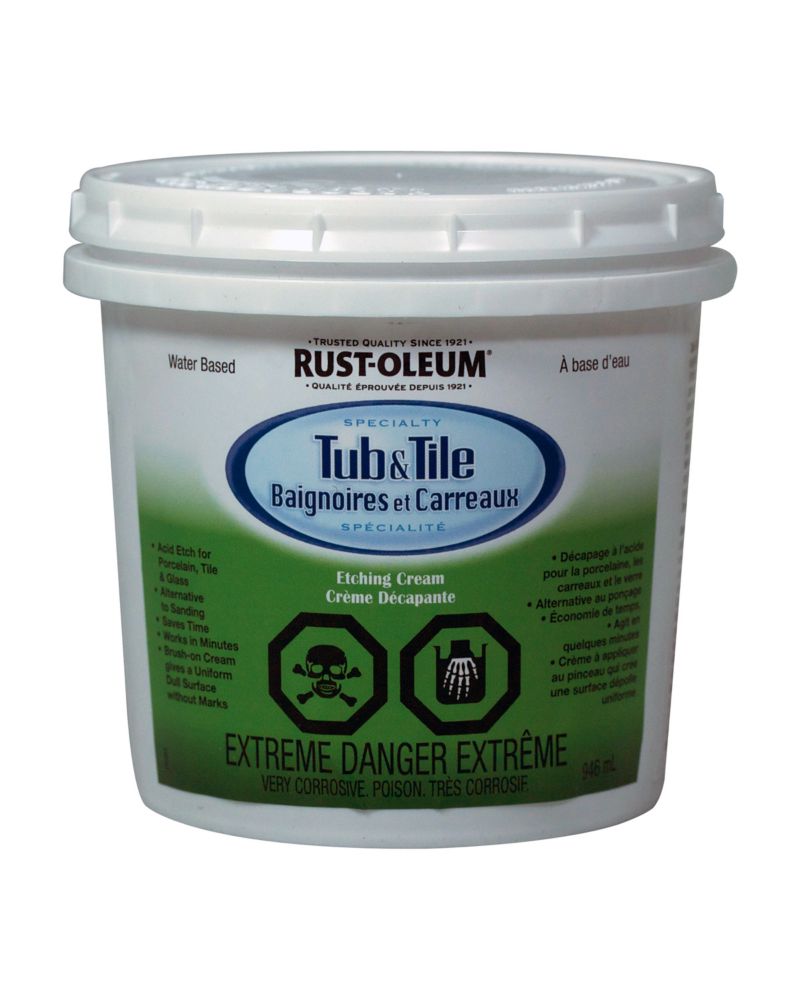 • TRUSTED QUALITY SINCE 1921 •
Water Based
RUST-OLEUM®
À base d'eau
• QUALITÉ ÉPROUVÉE DEPUIS 1921 •
SPECIALTY
Tub & Tile
Baignoires et Carreaux
SPÉCIALITÉ
Etching Cream
Crème Décapante
• Acid Etch for
Porcelain, Tile
& Glass
• Alternative
to Sanding
• Saves Time
• Works in Minutes
• Brush-on Cream
gives a Uniform
Dull Surface
without Marks
• Décapage à l'acide
pour la porcelaine, les
carreaux et le verre
• Alternative au ponçage
• Économie de temps.
• Agit en
quelques minutes
• Crème à appliquer
au pinceau qui crée
une surface dépolie
uniforme
EXTREME DANGER EXTRÊME
VERY CORROSIVE. POISON. TRÈS CORROSIF.
946 mL